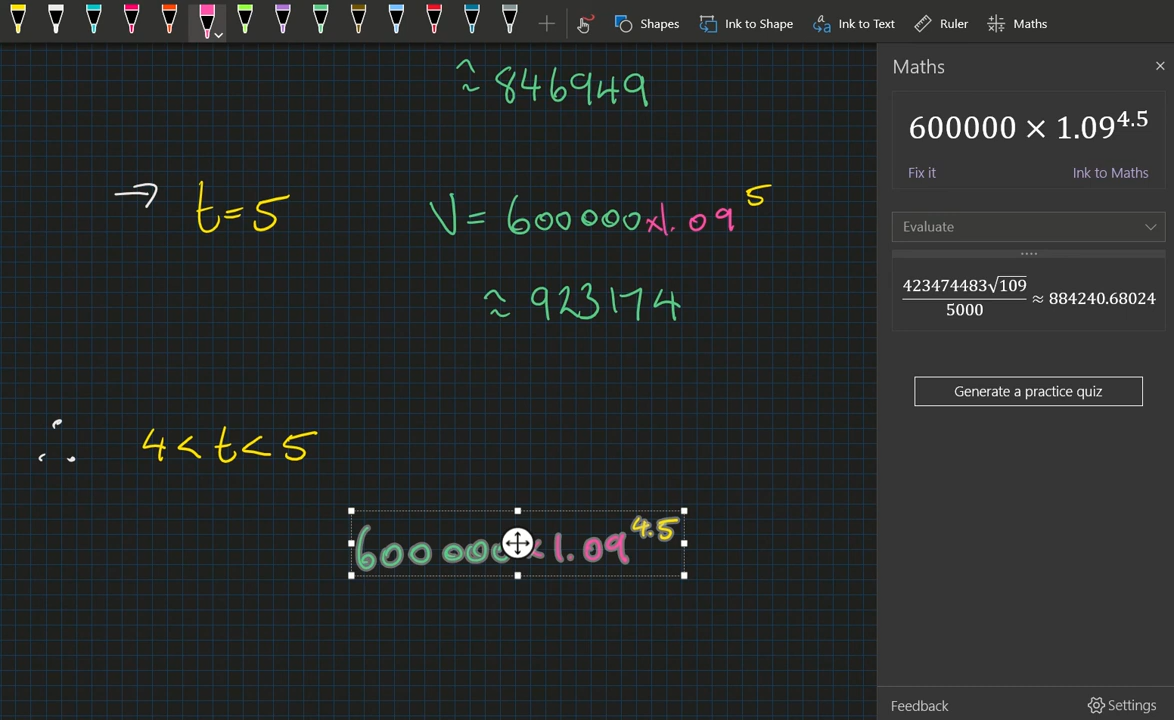 Shapes Ink to Shape Ink to Text Ruler Maths
≈ 846949
→ t=5 V= 600000×1.09^5
≈ 923174
∴ 4<t<5
600000×1.09^4.5
Maths
600000 × 1.09^4.5
Fix it Ink to Maths
Evaluate
423474483√109/5000 ≈ 884240.68024
Generate a practice quiz
Feedback Settings